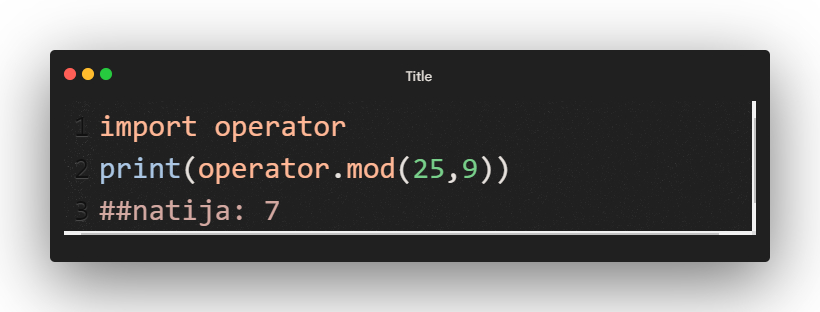 Title
1 import operator
2 print(operator.mod(25,9))
3 ##natija: 7